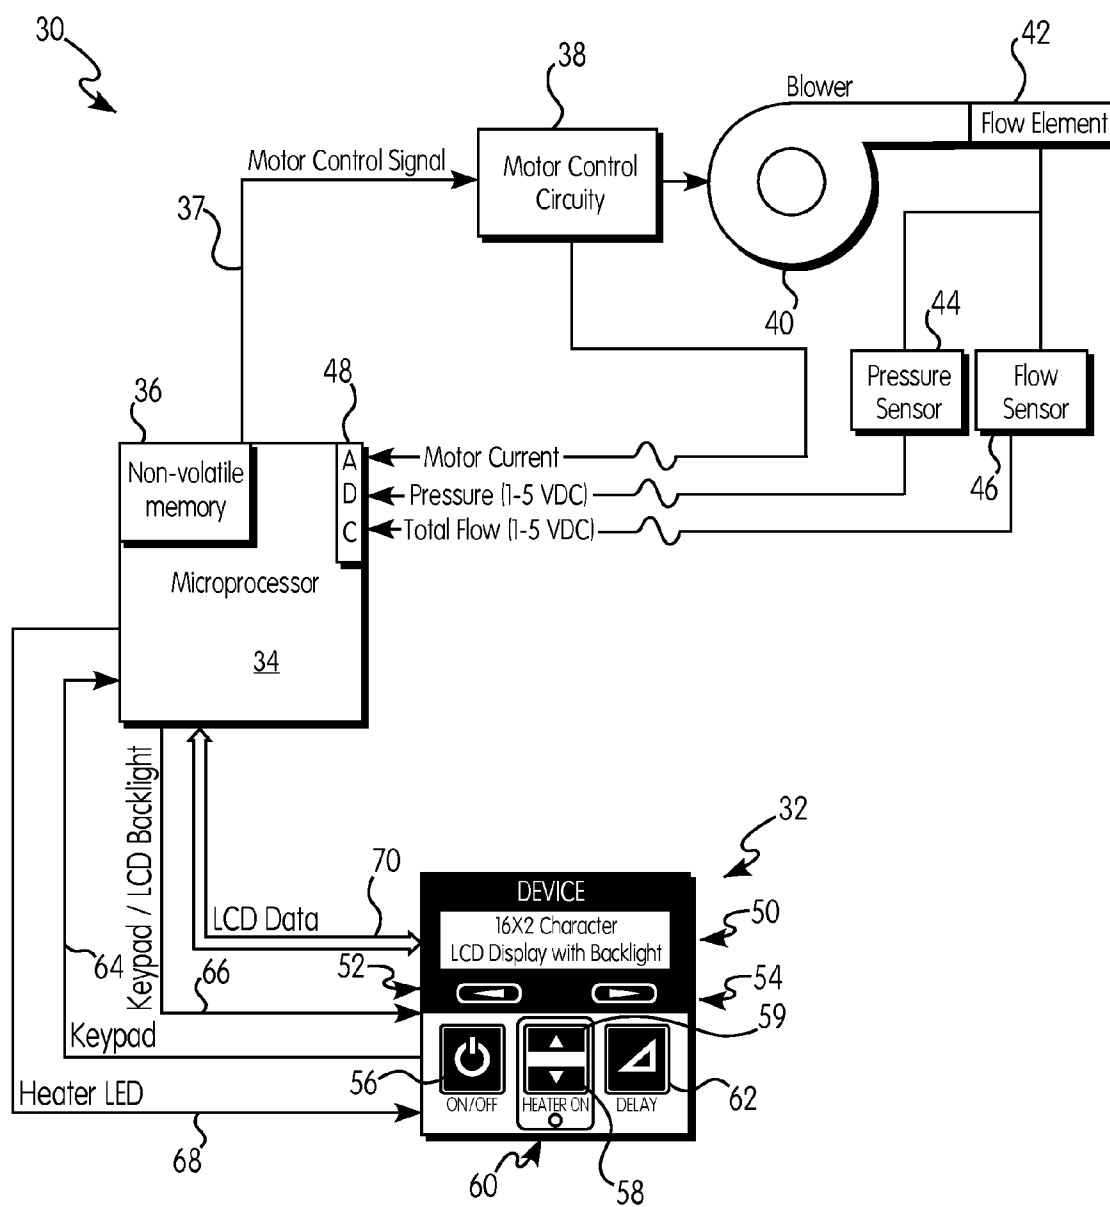 30
38
42
Blower
Flow Element
Motor Control Signal
Motor Control
Circuity
37
40
44
48
36
Pressure
Sensor
Flow
Sensor
46
Non-volatile
memory
A
D
C
Motor Current
Pressure (1-5 VDC)
Total Flow (1-5 VDC)
Microprocessor
34
Keypad / LCD Backlight
32
70
LCD Data
DEVICE
16X2 Character
LCD Display with Backlight
50
64
66
52
54
59
Keypad
56
ON/OFF
HEATER ON
DELAY
62
Heater LED
68
60
58